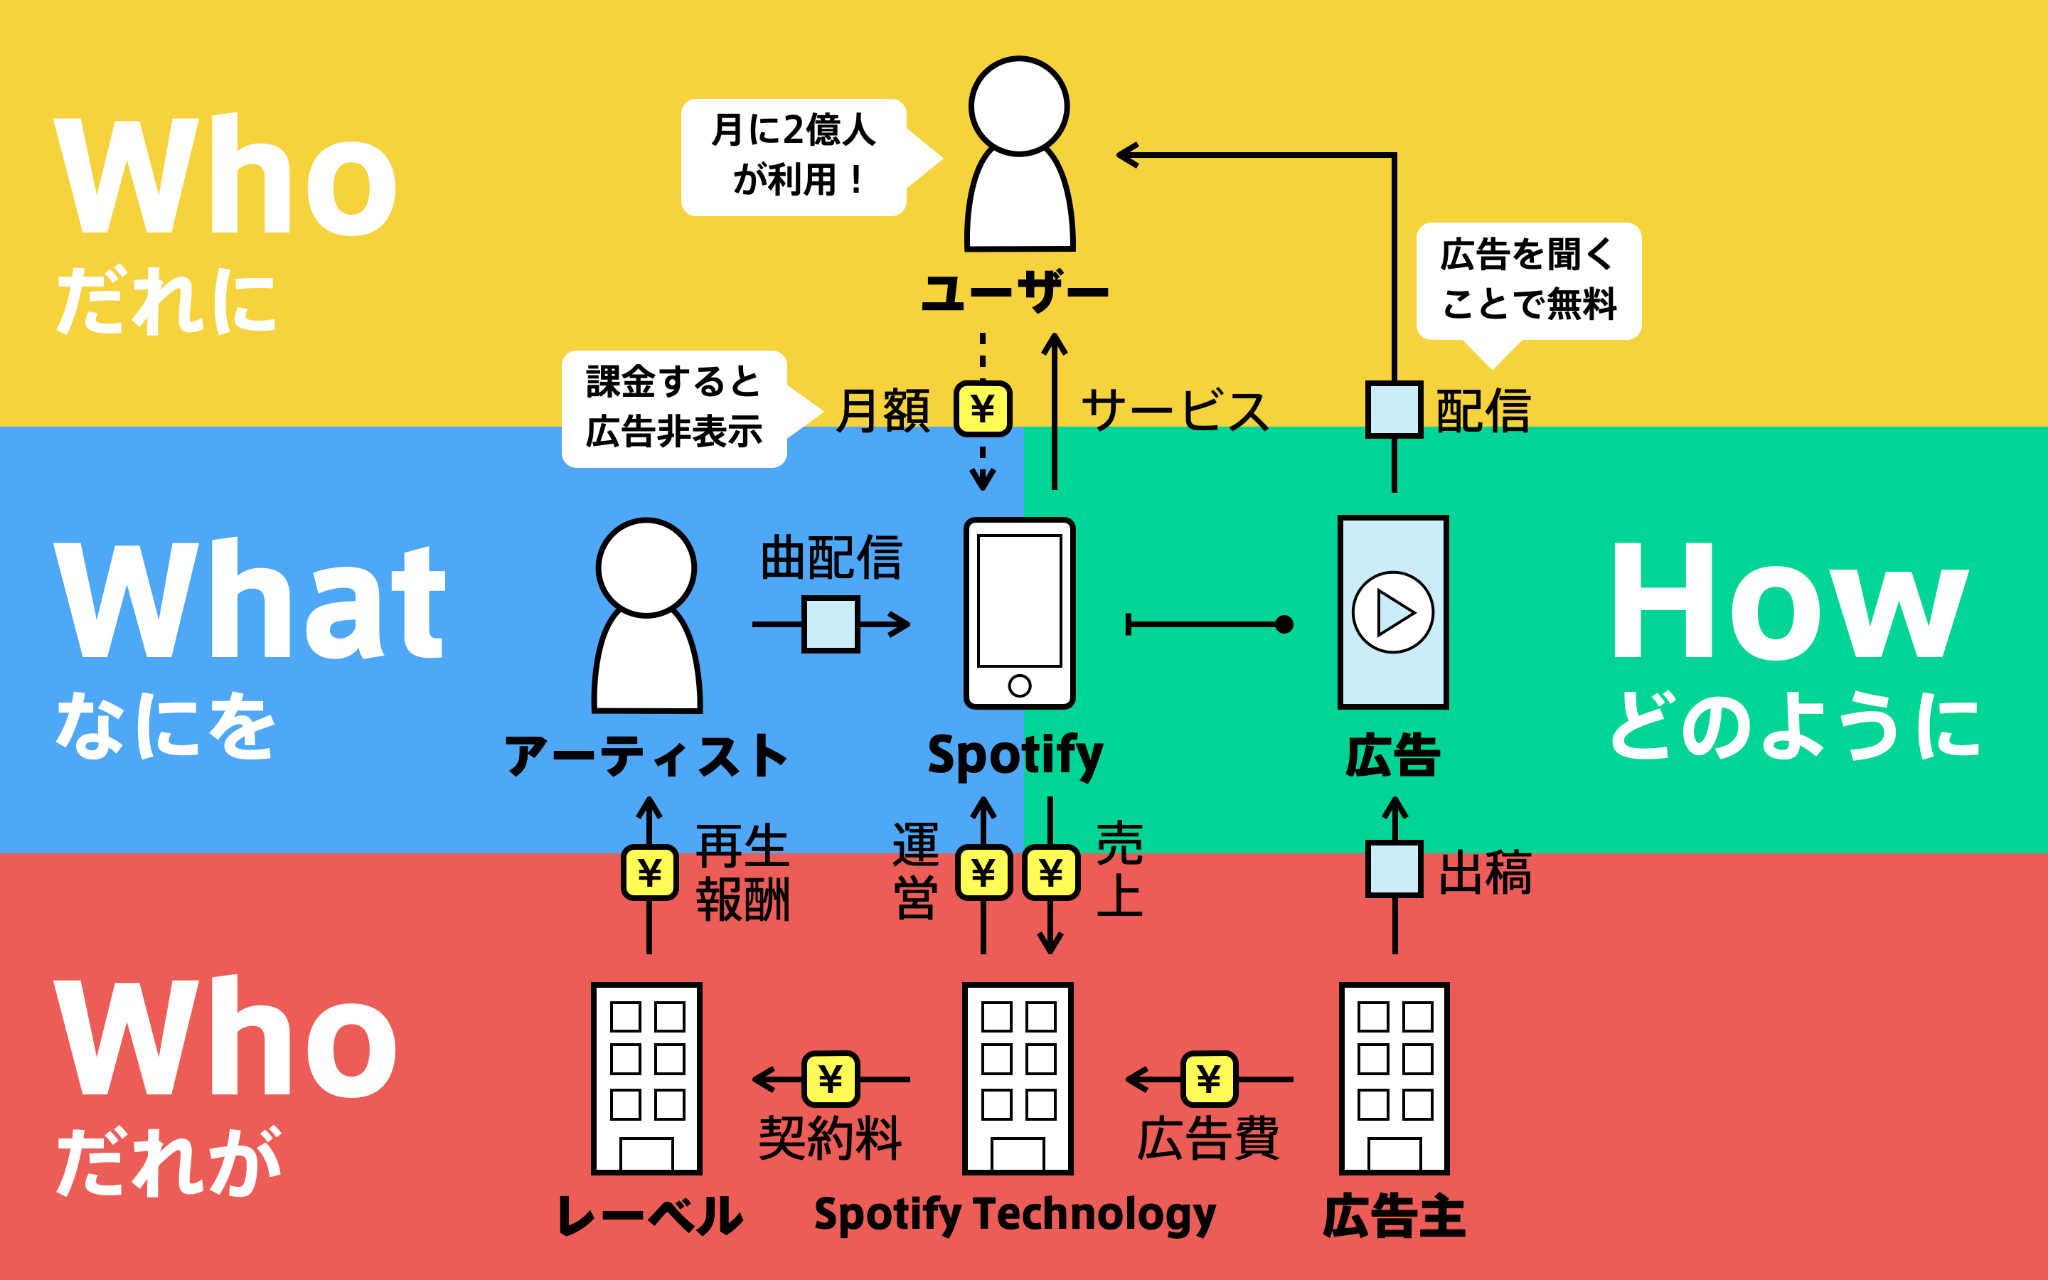 Who
だれに
月に2億人
が利用！
ユーザー
広告を聞く
ことで無料
課金すると
広告非表示
月額
¥
サービス
配信
What
なにを
How
どのように
曲配信
アーティスト
Spotify
広告
¥
再生
報酬
運営
¥
¥
売上
出稿
Who
だれが
¥
契約料
¥
広告費
レーベル
Spotify Technology
広告主